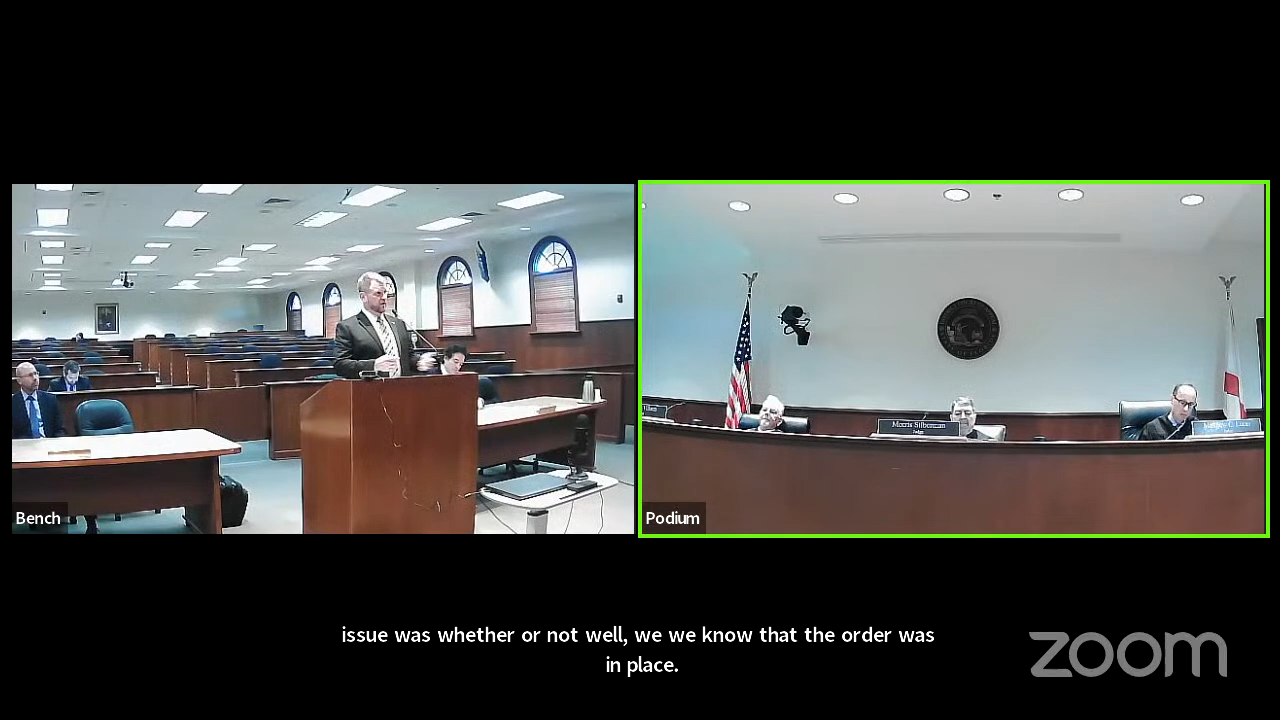 Morris Silberman
Judge
Bench
Podium
issue was whether or not well, we we know that the order was
in place.
zoom